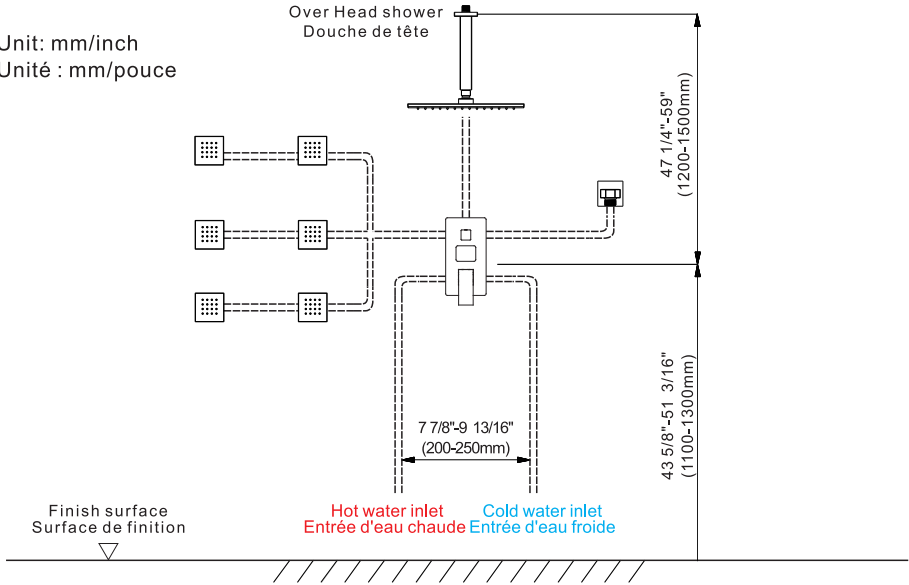 Over Head shower
Douche de tête
Unit: mm/inch
Unité : mm/pouce
47 1/4"-59"
(1200-1500mm)
43 5/8"-51 3/16"
(1100-1300mm)
7 7/8"-9 13/16"
(200-250mm)
Hot water inlet
Entrée d'eau chaude
Cold water inlet
Entrée d'eau froide
Finish surface
Surface de finition